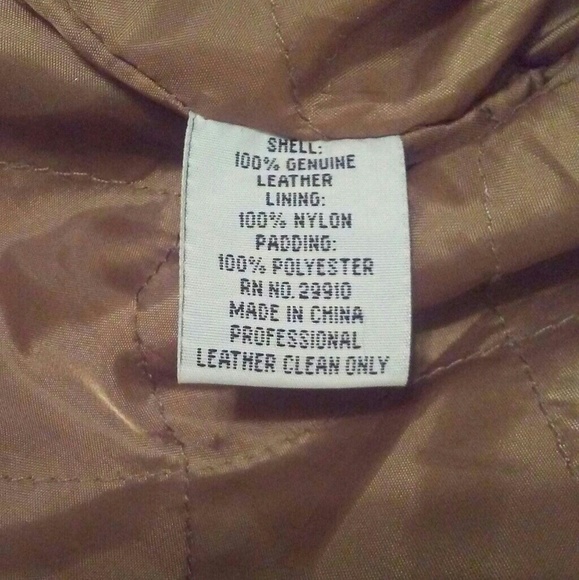 SHELL:
100% GENUINE
LEATHER
LINING:
100% NYLON
PADDING:
100% POLYESTER
RN NO. 29910
MADE IN CHINA
PROFESSIONAL
LEATHER CLEAN ONLY